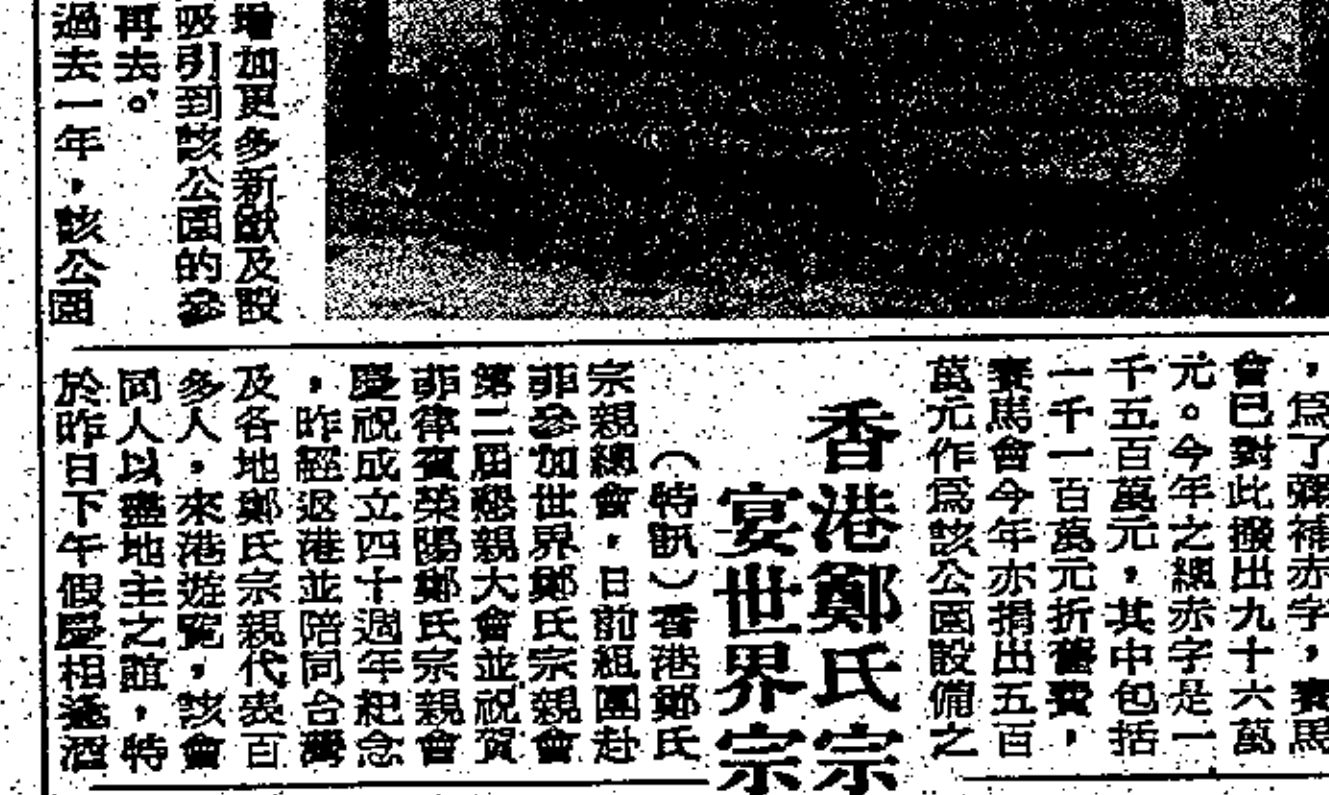 增加更多新獸及設
吸引到該公園的參
再去。
過去一年，該公園
，爲了彌補赤字，賽馬
會已對此撥出九十六萬
元。今年之總赤字是一
千五百萬元，其中包括
一千一百萬元折舊費，
賽馬會今年亦捐出五百
萬元作爲該公園設備之
香港鄭氏宗
宴世界宗
（特訊）香港鄭氏
宗親總會，日前組團赴
菲參加世界鄭氏宗親會
第二屆懇親大會並祝賀
菲律賓榮陽鄭氏宗親會
慶祝成立四十週年紀念
，昨經返港並陪同台灣
及各地鄭氏宗親代表百
多人，來港遊覽，該會
同人以盡地主之誼，特
於昨日下午假慶相逢酒